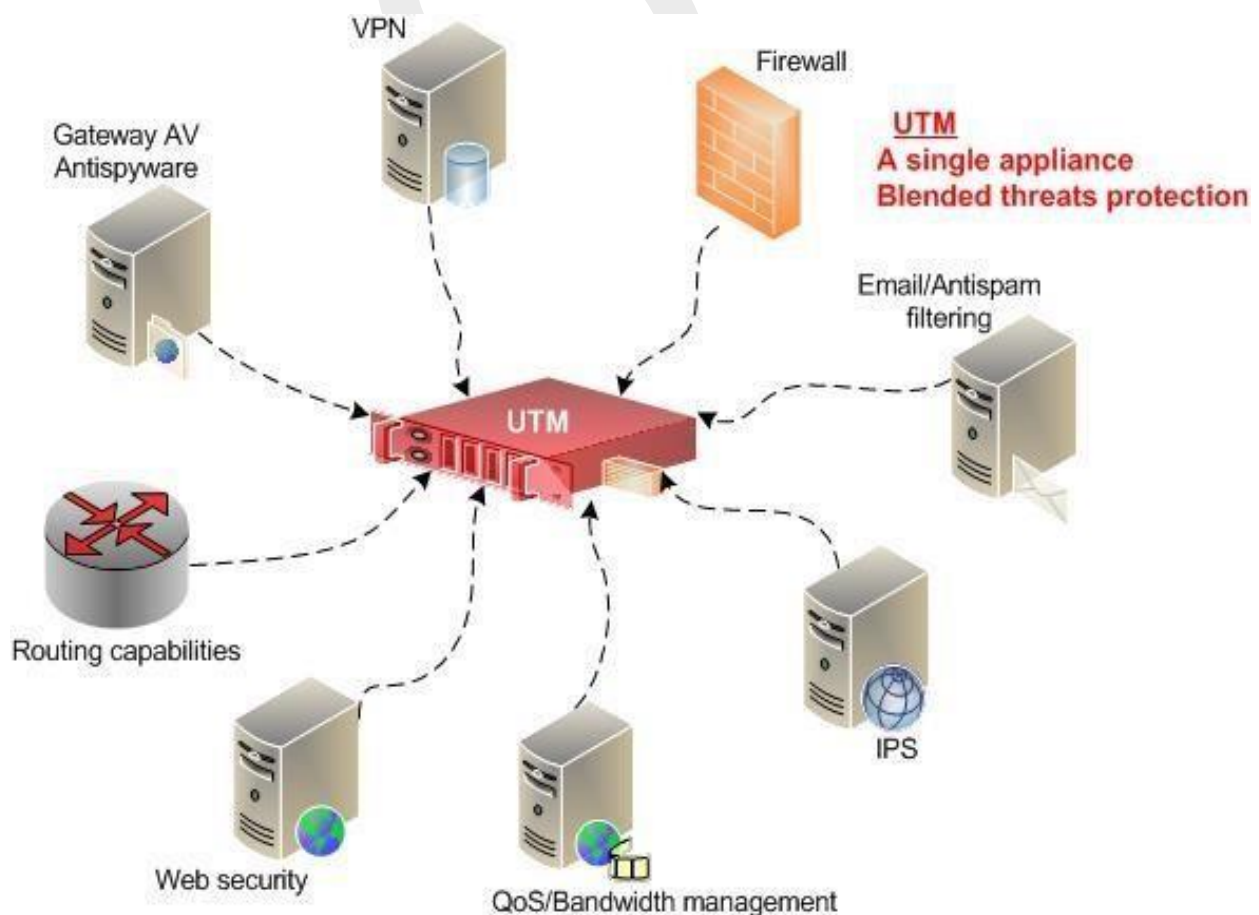 VPN
Firewall
UTM
A single appliance
Blended threats protection
Gateway AV
Antispyware
Email/Antispam
filtering
UTM
Routing capabilities
IPS
Web security
QoS/Bandwidth management